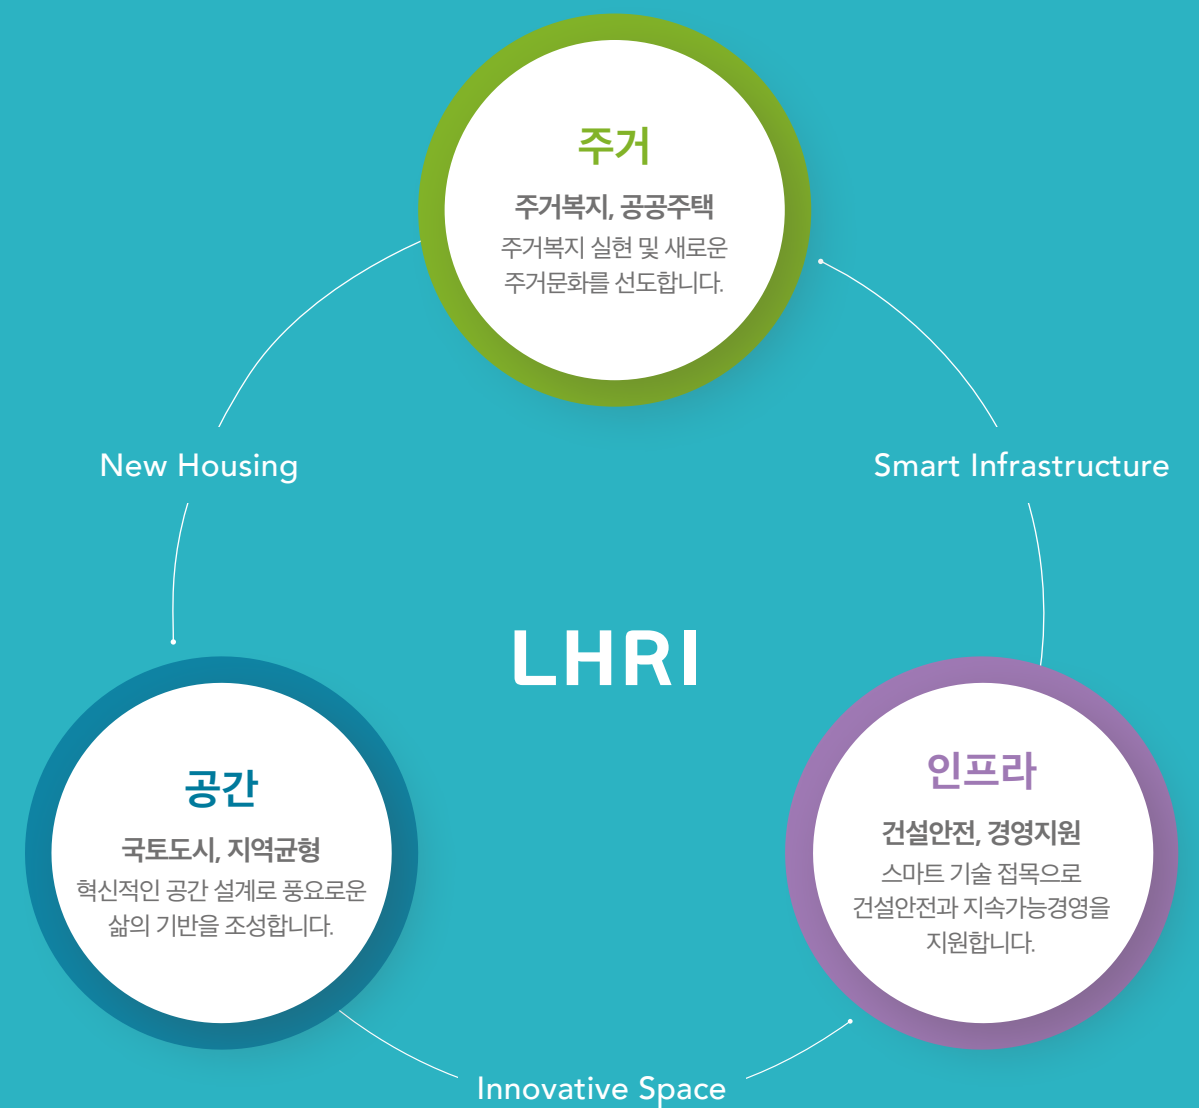 주거
주거복지, 공공주택
주거복지 실현 및 새로운
주거문화를 선도합니다.
New Housing
Smart Infrastructure
LHRI
공간
국토도시, 지역균형
혁신적인 공간 설계로 풍요로운
삶의 기반을 조성합니다.
인프라
건설안전, 경영지원
스마트 기술 접목으로
건설안전과 지속가능경영을
지원합니다.
Innovative Space